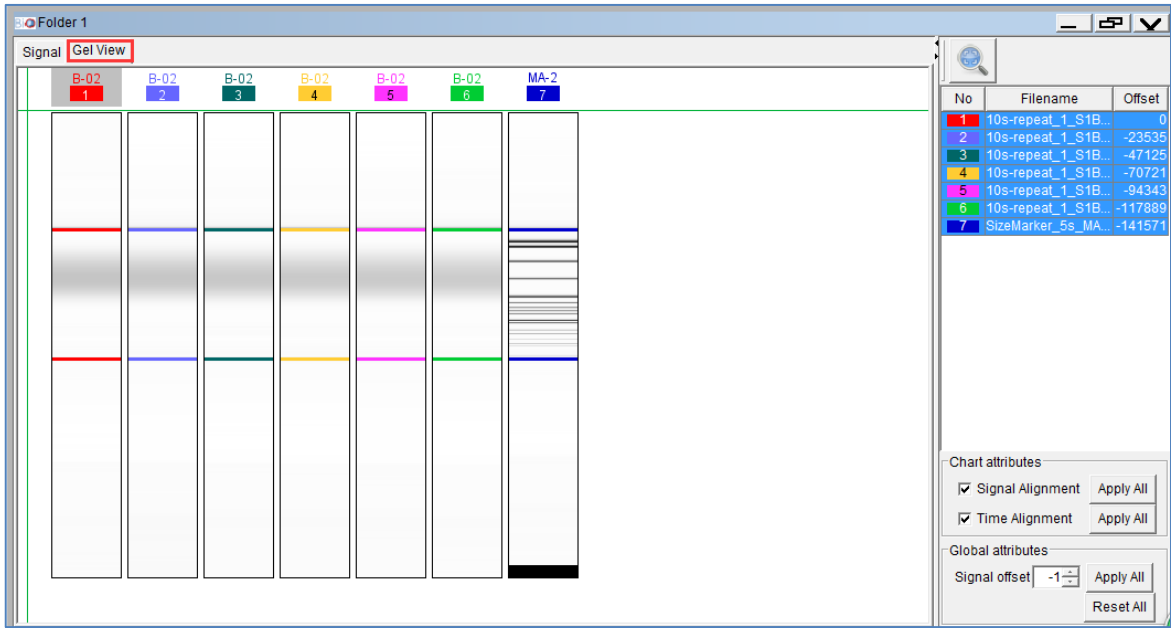 Folder 1
Signal Gel View
B-02 B-02 B-02 B-02 B-02 B-02 MA-2
1 2 3 4 5 6 7
No Filename Offset
1 10s-repeat_1_S1B... 0
2 10s-repeat_1_S1B... -23535
3 10s-repeat_1_S1B... -47125
4 10s-repeat_1_S1B... -70721
5 10s-repeat_1_S1B... -94343
6 10s-repeat_1_S1B... -117889
7 SizeMarker_5s_MA... -141571
Chart attributes
Signal Alignment Apply All
Time Alignment Apply All
Global attributes
Signal offset -1 Apply All
Reset All